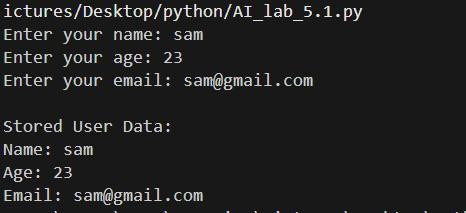 ictures/Desktop/python/AI_lab_5.1.py
Enter your name: sam
Enter your age: 23
Enter your email: sam@gmail.com
Stored User Data:
Name: sam
Age: 23
Email: sam@gmail.com